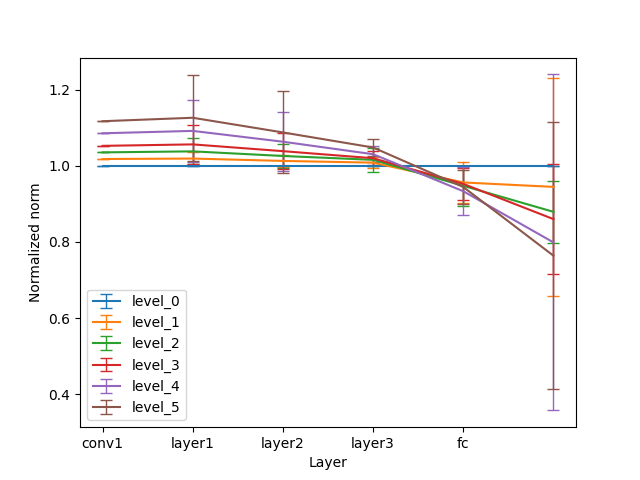 Normalized norm
1.2
1.0
0.8
0.6
0.4
level_0
level_1
level_2
level_3
level_4
level_5
conv1 layer1 layer2 layer3 fc
Layer